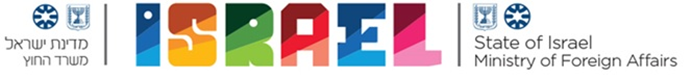 מדינת ישראל
משרד החוץ
ISRAEL
State of Israel
Ministry of Foreign Affairs